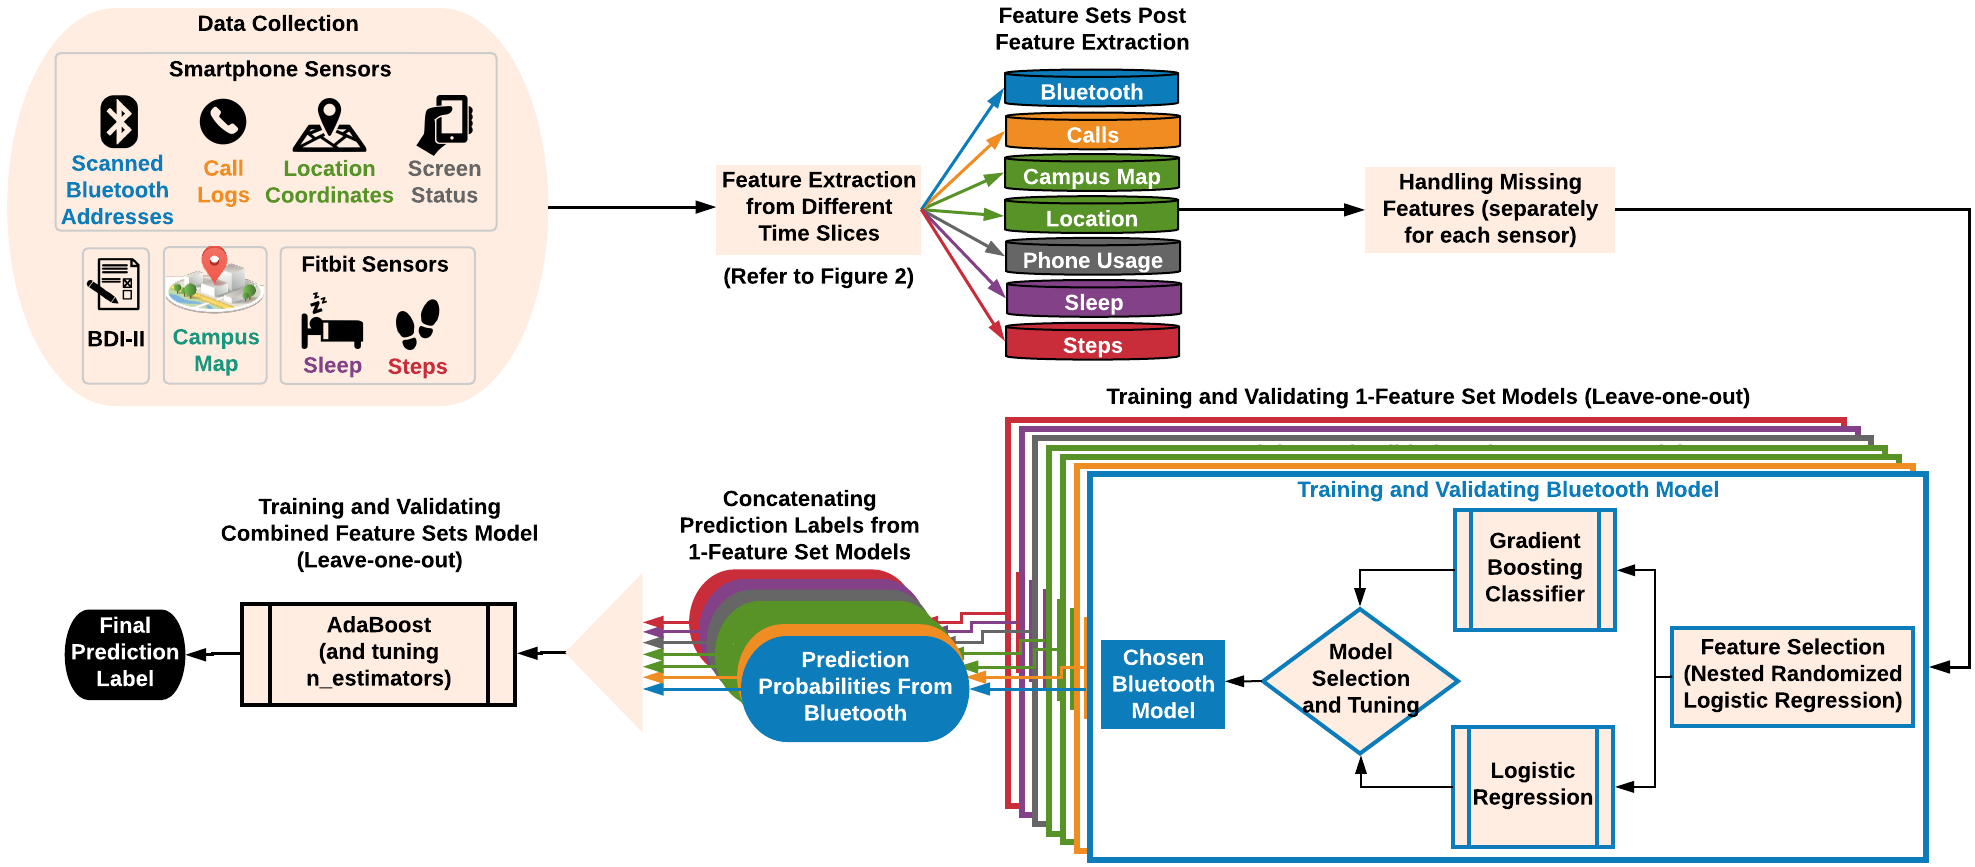 Data Collection
Smartphone Sensors
Scanned
Bluetooth
Addresses
Call
Logs
Location
Coordinates
Screen
Status
BDI-II
Campus
Map
Fitbit Sensors
z z z
Sleep
Steps
Feature Extraction
from Different
Time Slices
(Refer to Figure 2)
Feature Sets Post
Feature Extraction
Bluetooth
Calls
Campus Map
Location
Phone Usage
Sleep
Steps
Handling Missing
Features (separately
for each sensor)
Training and Validating 1-Feature Set Models (Leave-one-out)
Training and Validating Bluetooth Model
Feature Selection
(Nested Randomized
Logistic Regression)
Gradient
Boosting
Classifier
Logistic
Regression
Model
Selection
and Tuning
Chosen
Bluetooth
Model
Concatenating
Prediction Labels from
1-Feature Set Models
Prediction
Probabilities From
Bluetooth
Training and Validating
Combined Feature Sets Model
(Leave-one-out)
AdaBoost
(and tuning
n_estimators)
Final
Prediction
Label